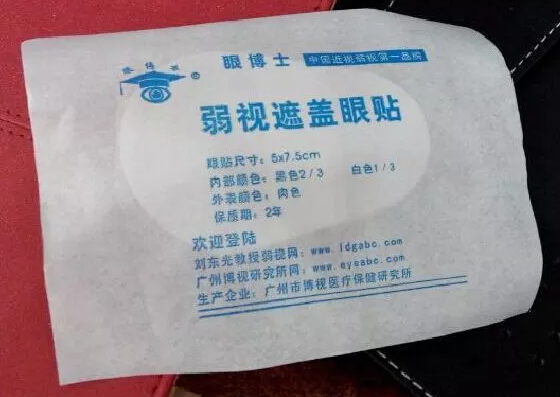 眼博士
® 眼博士 中国近视弱视第一品牌
弱视遮盖眼贴
眼贴尺寸：5x7.5cm
内部颜色：黑色2/3 白色1/3
外表颜色：肉色
保质期：2年
欢迎登陆
刘东光教授弱视网：www.ldgabc.com
广州博视研究所网：www.eyeabc.com
生产企业：广州市博视医疗保健研究所